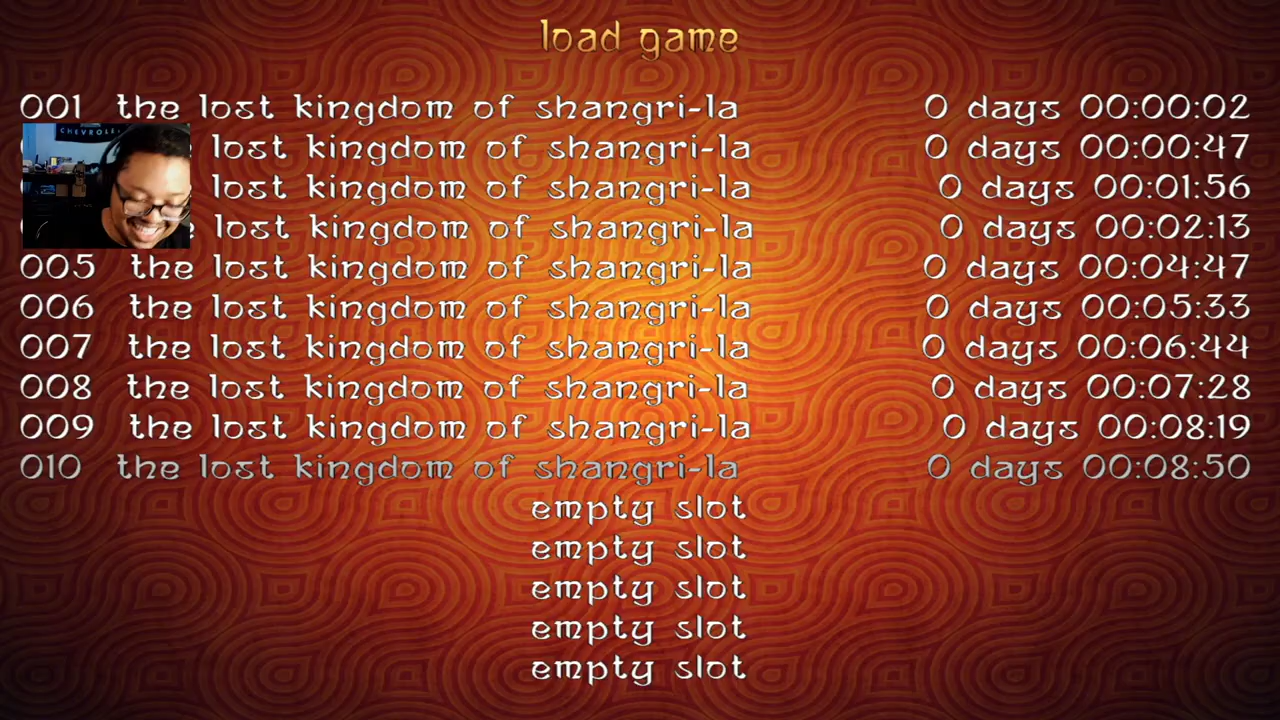 load game
001 the lost kingdom of shangri-la 0 days 00:00:02
CHEVROLE
lost kingdom of shangri-la 0 days 00:00:47
lost kingdom of shangri-la 0 days 00:01:56
lost kingdom of shangri-la 0 days 00:02:13
005 the lost kingdom of shangri-la 0 days 00:04:47
006 the lost kingdom of shangri-la 0 days 00:05:33
007 the lost kingdom of shangri-la 0 days 00:06:44
008 the lost kingdom of shangri-la 0 days 00:07:28
009 the lost kingdom of shangri-la 0 days 00:08:19
010 the lost kingdom of shangri-la 0 days 00:08:50
empty slot
empty slot
empty slot
empty slot
empty slot